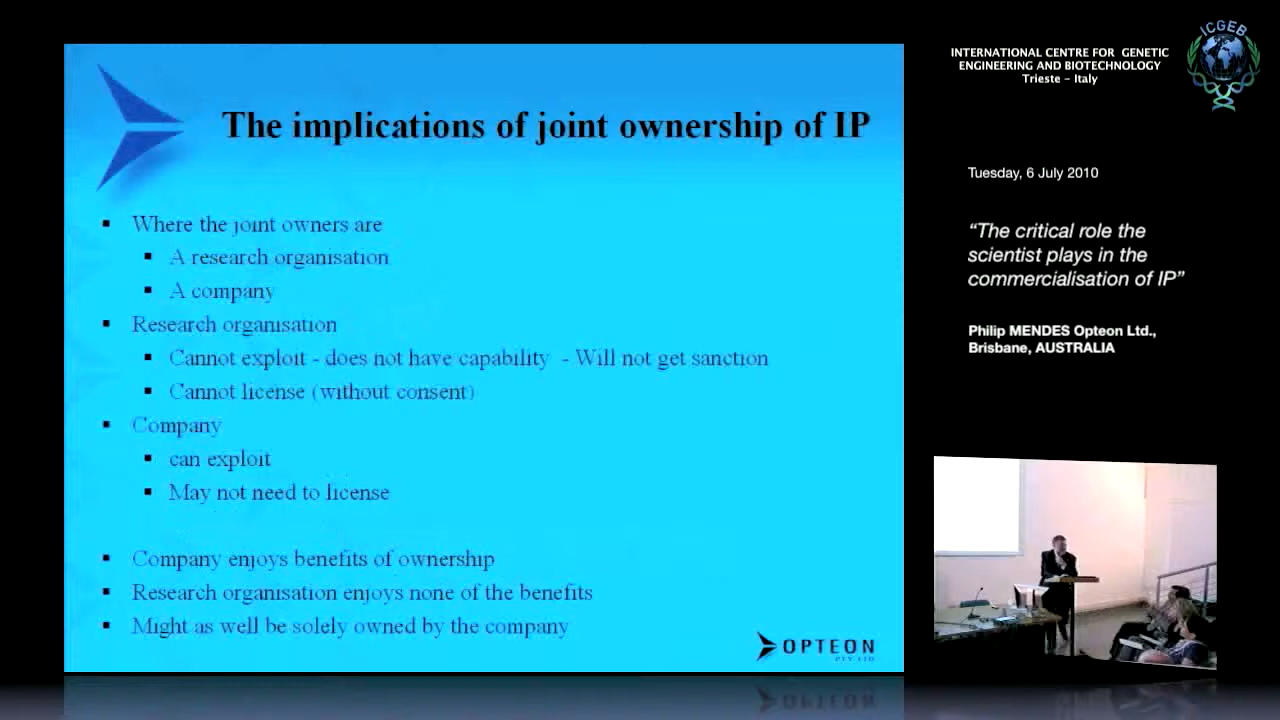 The implications of joint ownership of IP
▪ Where the joint owners are
▪ A research organisation
▪ A company
▪ Research organisation
▪ Cannot exploit - does not have capability - Will not get sanction
▪ Cannot license (without consent)
▪ Company
▪ can exploit
▪ May not need to license
▪ Company enjoys benefits of ownership
▪ Research organisation enjoys none of the benefits
▪ Might as well be solely owned by the company
OPTEON
PTY LTD
INTERNATIONAL CENTRE FOR GENETIC
ENGINEERING AND BIOTECHNOLOGY
Trieste - Italy
ICGEB
Tuesday, 6 July 2010
“The critical role the
scientist plays in the
commercialisation of IP”
Philip MENDES Opteon Ltd.,
Brisbane, AUSTRALIA